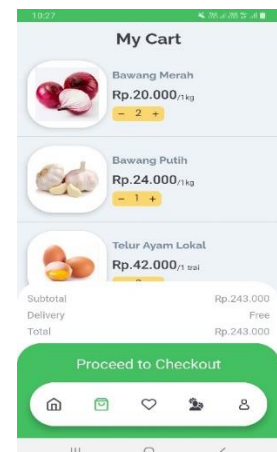 10:27
My Cart
Bawang Merah
Rp.20.000/1kg
- 2 +
Bawang Putih
Rp.24.000/1kg
- 1 +
Telur Ayam Lokal
Rp.42.000/1 trai
Subtotal Rp.243.000
Delivery Free
Total Rp.243.000
Proceed to Checkout